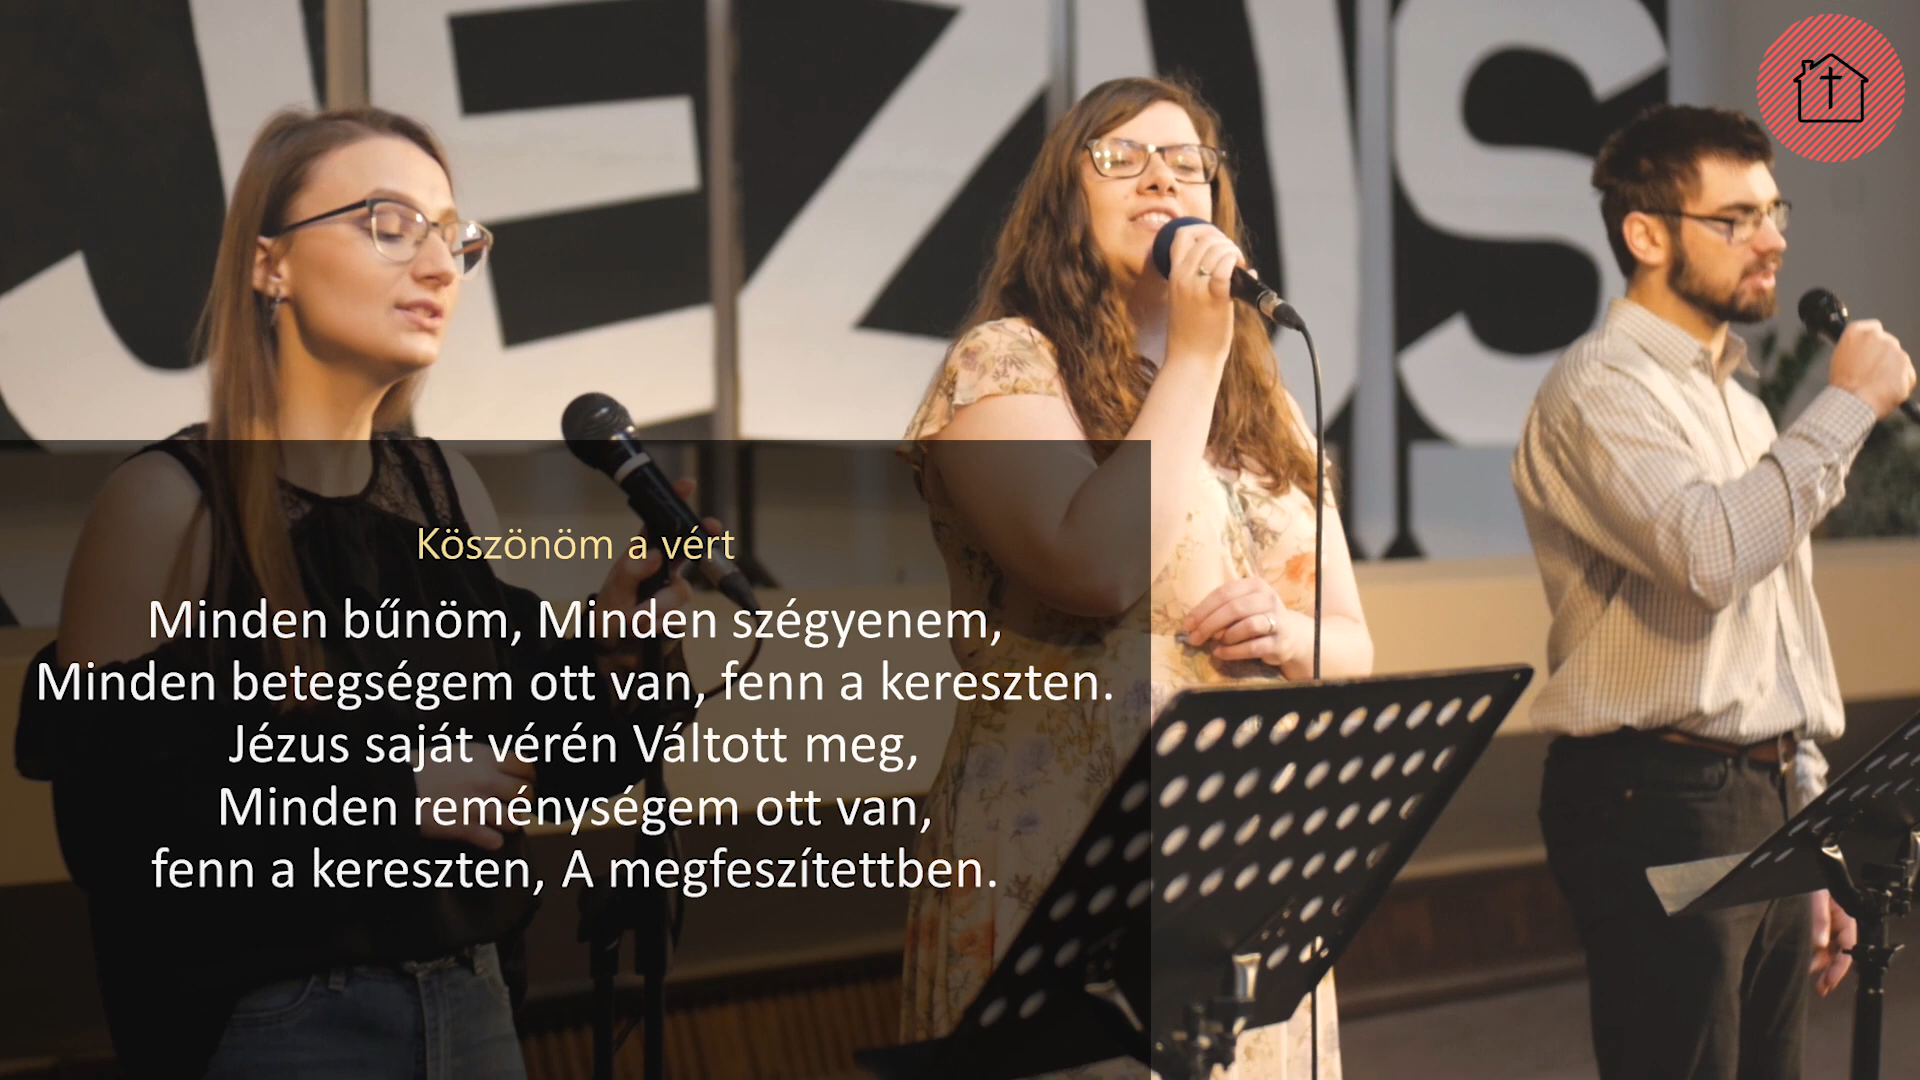 JÉZUS
Köszönöm a vért
Minden bűnöm, Minden szégyenem,
Minden betegségem ott van, fenn a kereszten.
Jézus saját vérén Váltott meg,
Minden reménységem ott van,
fenn a kereszten, A megfeszítettben.